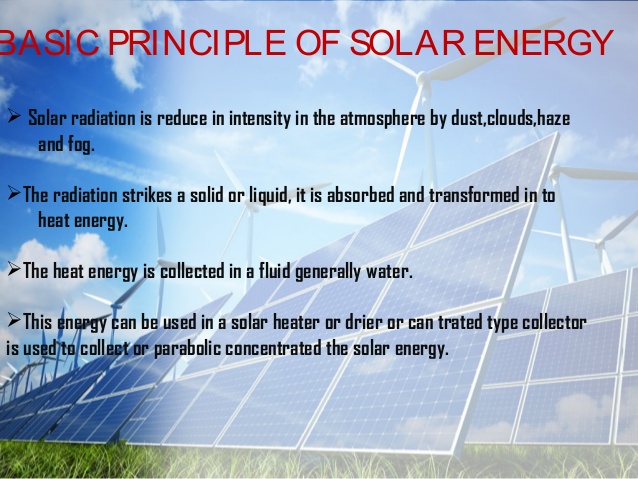 BASIC PRINCIPLE OF SOLAR ENERGY
➢ Solar radiation is reduce in intensity in the atmosphere by dust,clouds,haze
and fog.
➢The radiation strikes a solid or liquid, it is absorbed and transformed in to
heat energy.
➢The heat energy is collected in a fluid generally water.
➢This energy can be used in a solar heater or drier or can trated type collector
is used to collect or parabolic concentrated the solar energy.